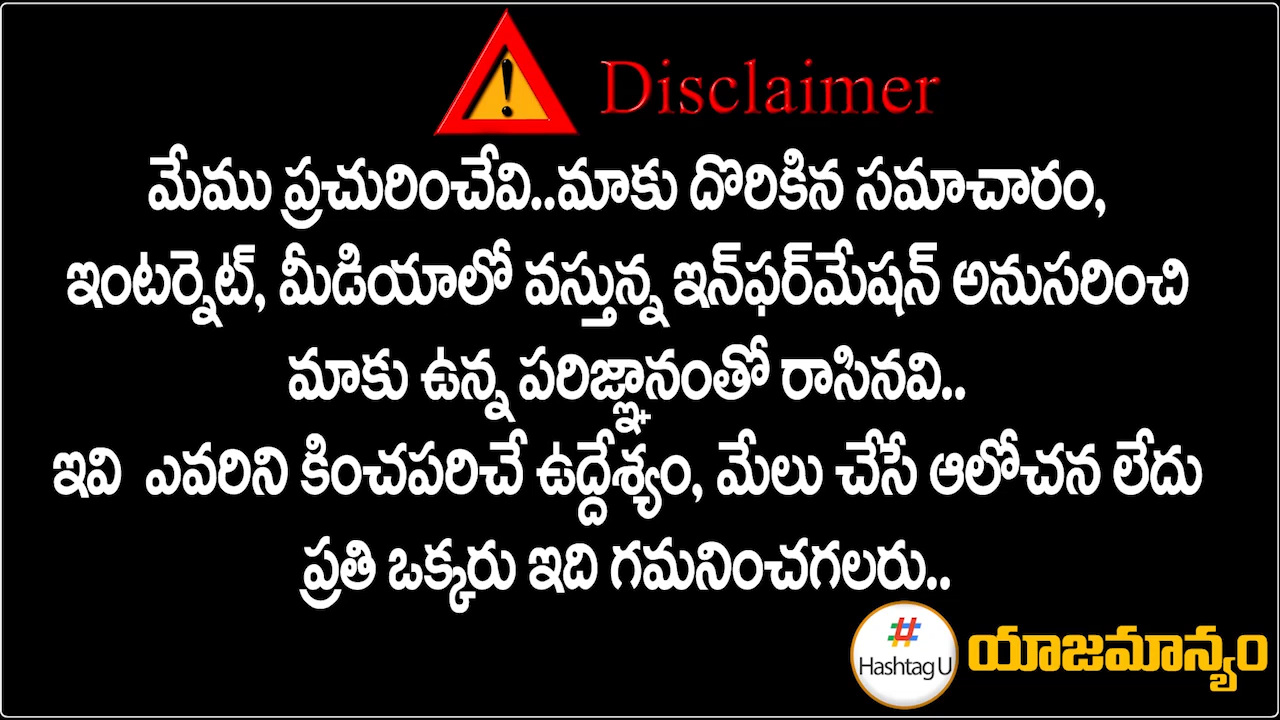 Disclaimer
మేము ప్రచురించేవి..మాకు దొరికిన సమాచారం,
ఇంటర్నెట్, మీడియాలో వస్తున్న ఇన్‌ఫర్‌మేషన్ అనుసరించి
మాకు ఉన్న పరిజ్ఞానంతో రాసినవి..
ఇవి ఎవరిని కించపరిచే ఉద్దేశ్యం, మేలు చేసే ఆలోచన లేదు
ప్రతి ఒక్కరు ఇది గమనించగలరు..
# Hashtag U యాజమాన్యం